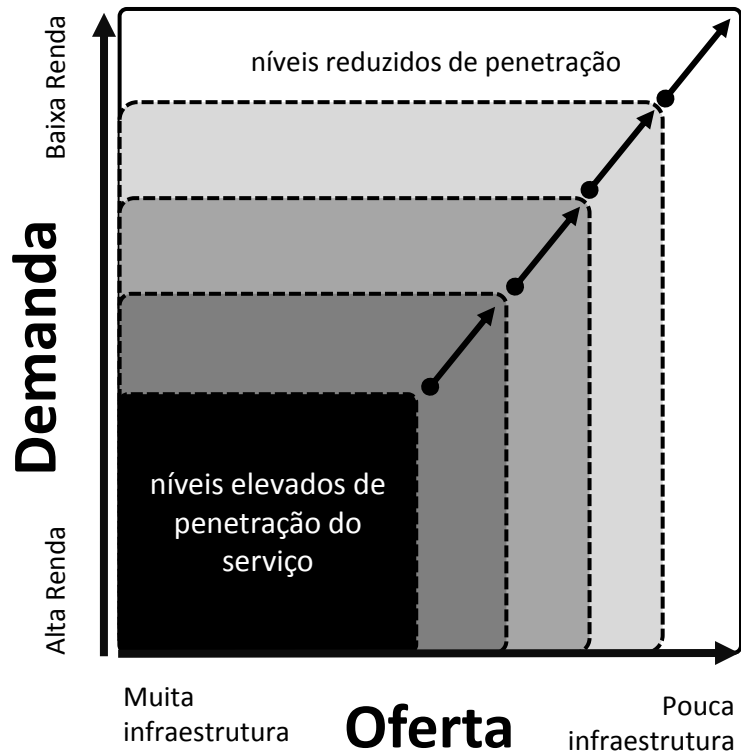 níveis reduzidos de penetração
Baixa Renda
Demanda
Alta Renda
níveis elevados de
penetração do
serviço
Muita
infraestrutura
Oferta
Pouca
infraestrutura